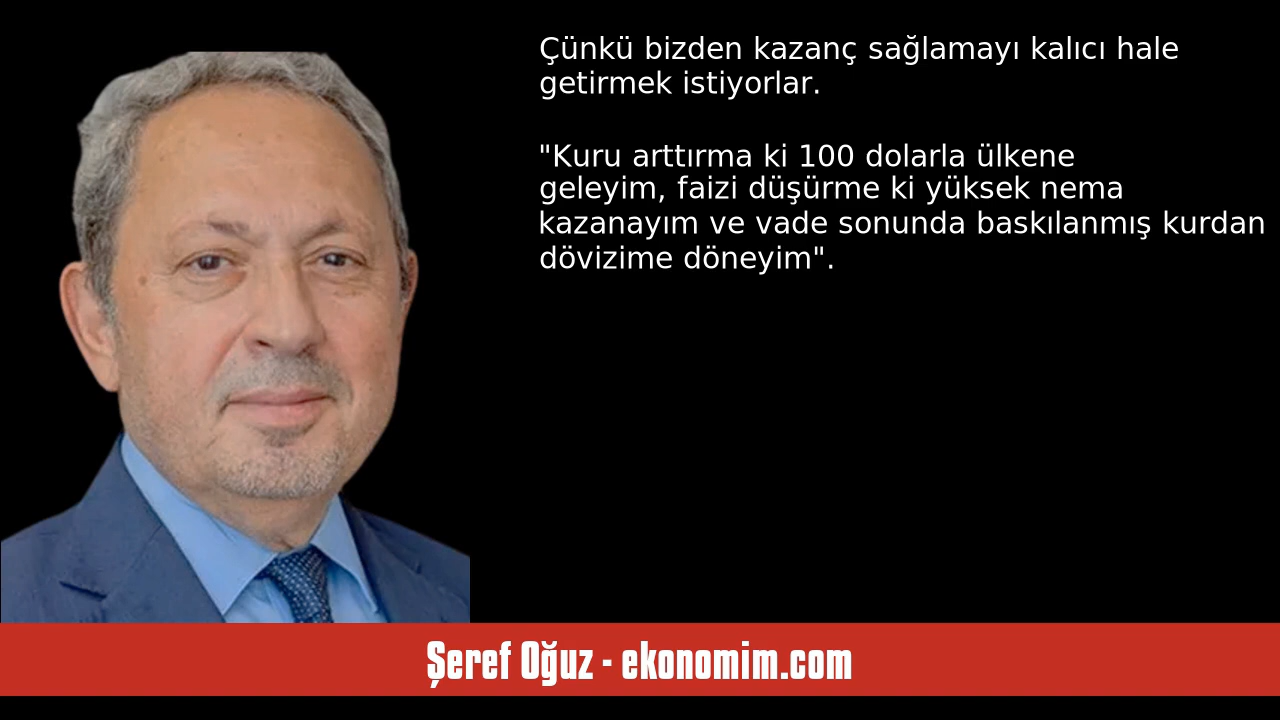 Çünkü bizden kazanç sağlamayı kalıcı hale
getirmek istiyorlar.
"Kuru arttırma ki 100 dolarla ülkene
geleyim, faizi düşürme ki yüksek nema
kazanayım ve vade sonunda baskılanmış kurdan
dövizime döneyim".
Şeref Oğuz - ekonomim.com